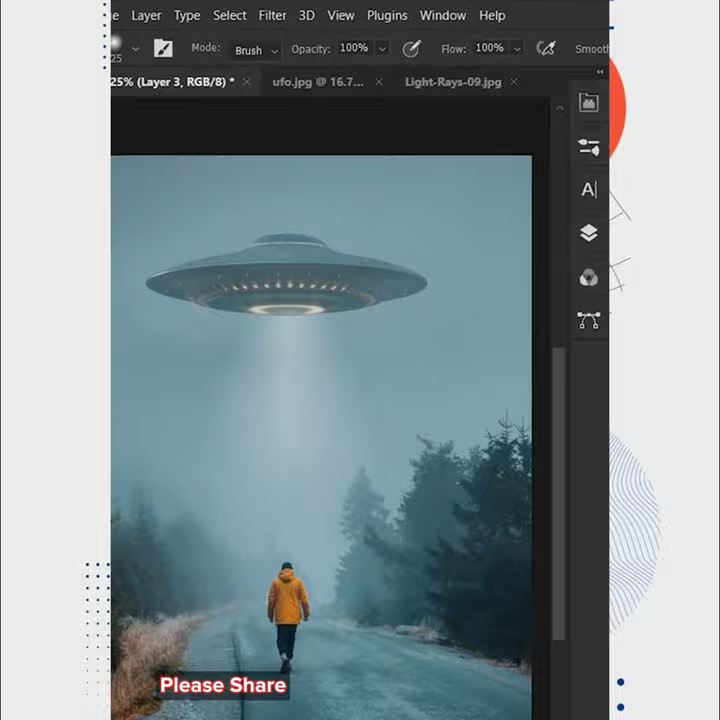 e Layer Type Select Filter 3D View Plugins Window Help
25 Mode: Brush Opacity: 100% Flow: 100% Smooth
25% (Layer 3, RGB/8) * × ufo.jpg @ 16.7... × Light-Rays-09.jpg ×
A|
Please Share